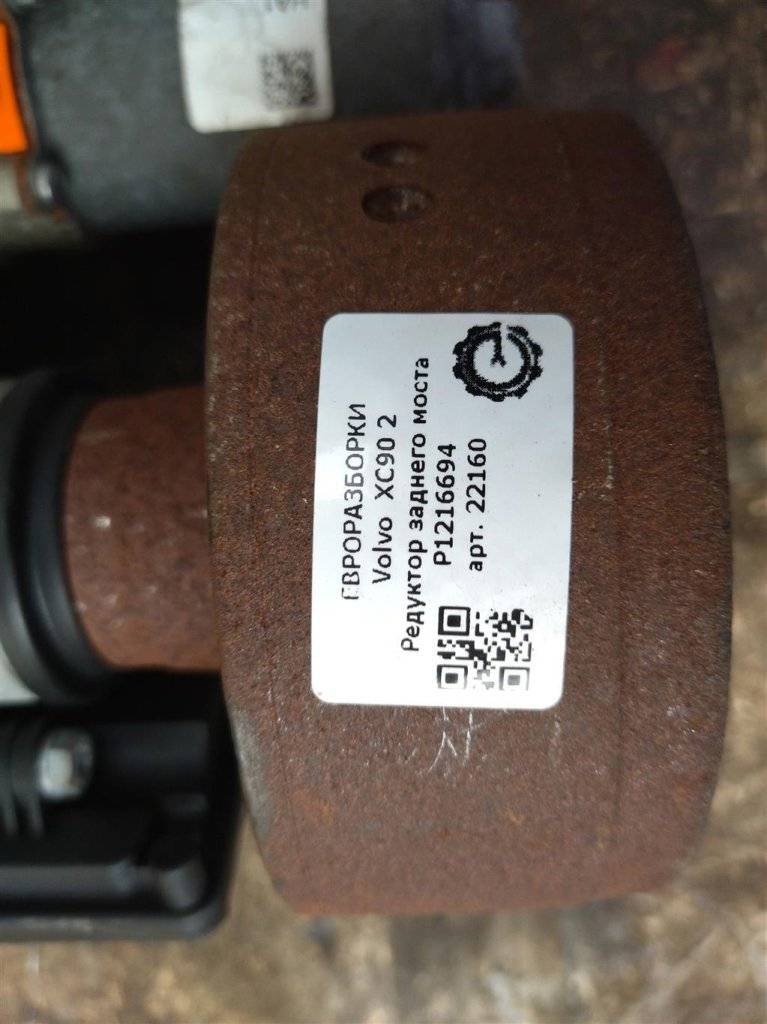 ЕВРОРАЗБОРКИ
Volvo XC90 2
Редуктор заднего моста
P1216694
арт. 22160